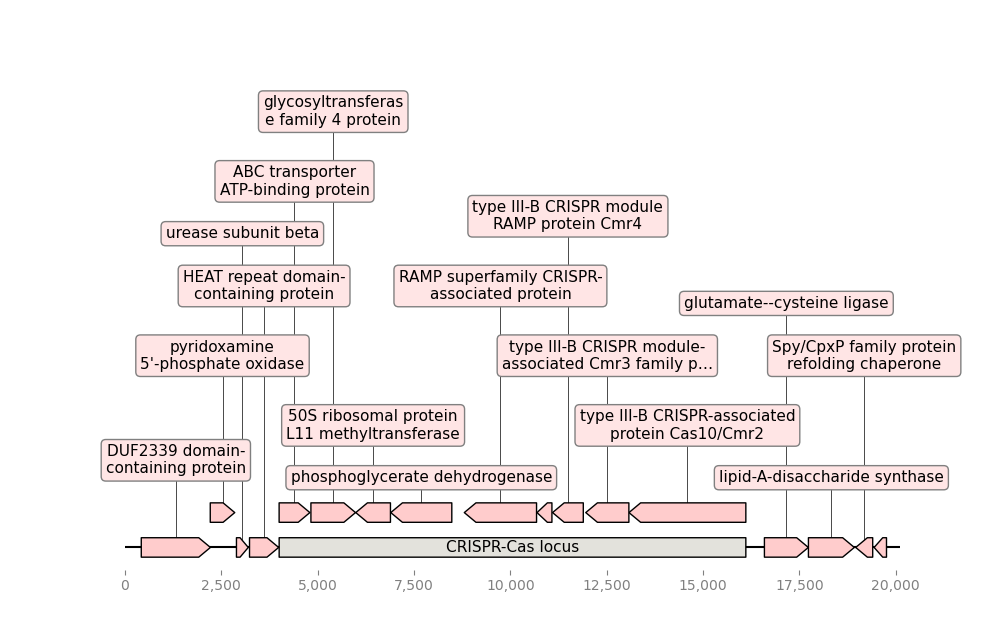 glycosyltransferas
e family 4 protein
ABC transporter
ATP-binding protein
type III-B CRISPR module
RAMP protein Cmr4
urease subunit beta
HEAT repeat domain-
containing protein
RAMP superfamily CRISPR-
associated protein
glutamate--cysteine ligase
pyridoxamine
5'-phosphate oxidase
type III-B CRISPR module-
associated Cmr3 family p...
Spy/CpxP family protein
refolding chaperone
50S ribosomal protein
L11 methyltransferase
type III-B CRISPR-associated
protein Cas10/Cmr2
DUF2339 domain-
containing protein
phosphoglycerate dehydrogenase
lipid-A-disaccharide synthase
CRISPR-Cas locus
0 2,500 5,000 7,500 10,000 12,500 15,000 17,500 20,000